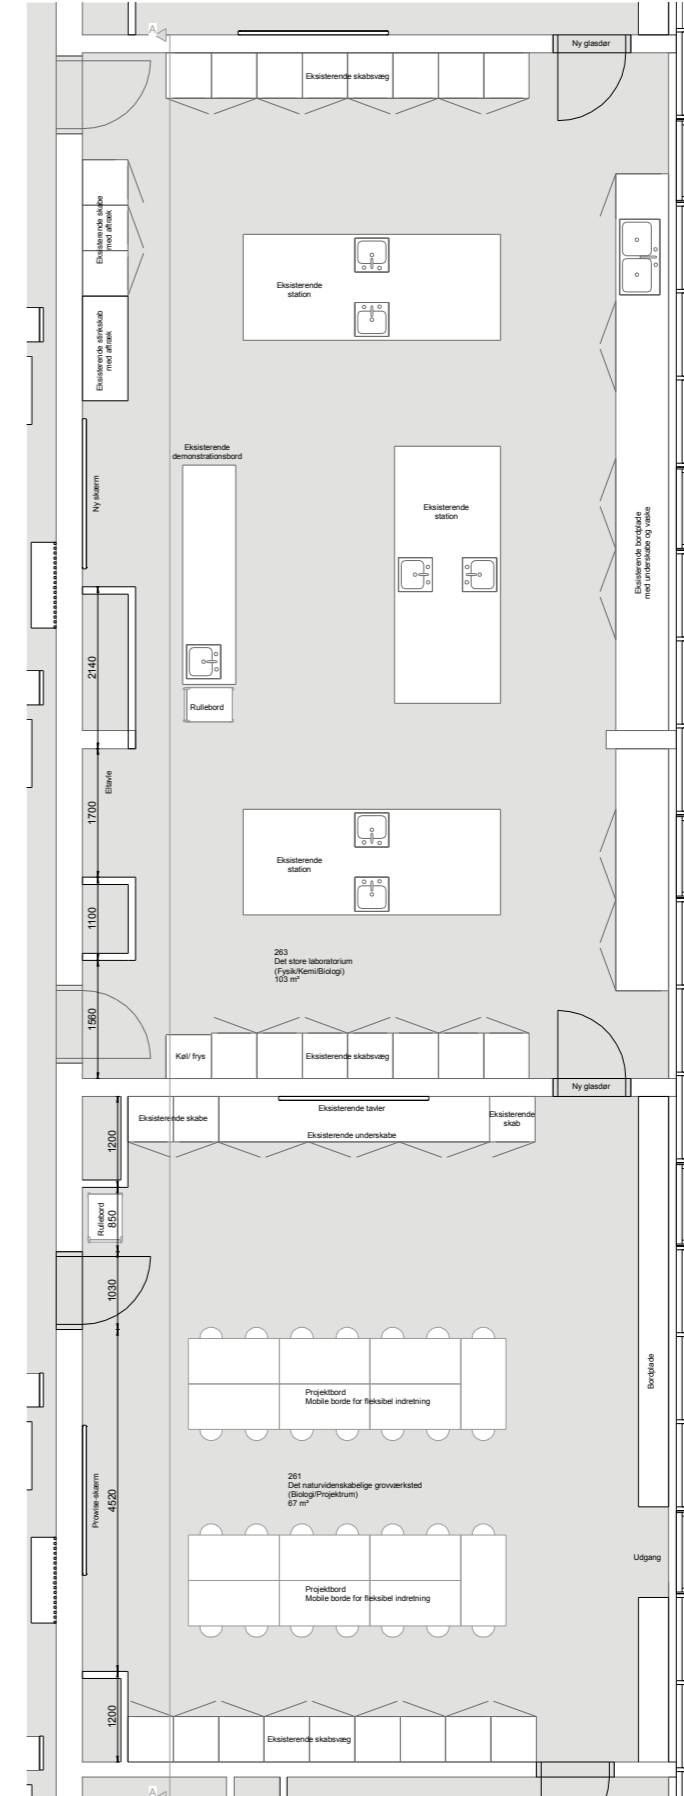 A
Ny glasdør
Eksisterende skabsvæg
Eksisterende skabe
med aftræk
Eksisterende
station
Eksisterende stinkskab
med aftræk
Eksisterende
demonstrationsbord
Ny skærm
Eksisterende
station
Eksisterende bordplade
med underskabe og vaske
2140
Rullebord
Eltavle
1700
Eksisterende
station
1100
263
Det store laboratorium
(Fysik/Kemi/Biologi)
103 m²
1560
Køl/ frys
Eksisterende skabsvæg
Ny glasdør
Eksisterende skabe
Eksisterende tavler
Eksisterende
skab
Eksisterende underskabe
1200
Rullebord
850
1030
Projektbord
Mobile borde for fleksibel indretning
Bordplade
261
Det naturvidenskabelige grovværksted
(Biologi/Projektrum)
67 m²
Prowise-skærm
4520
Udgang
Projektbord
Mobile borde for fleksibel indretning
1200
Eksisterende skabsvæg
A